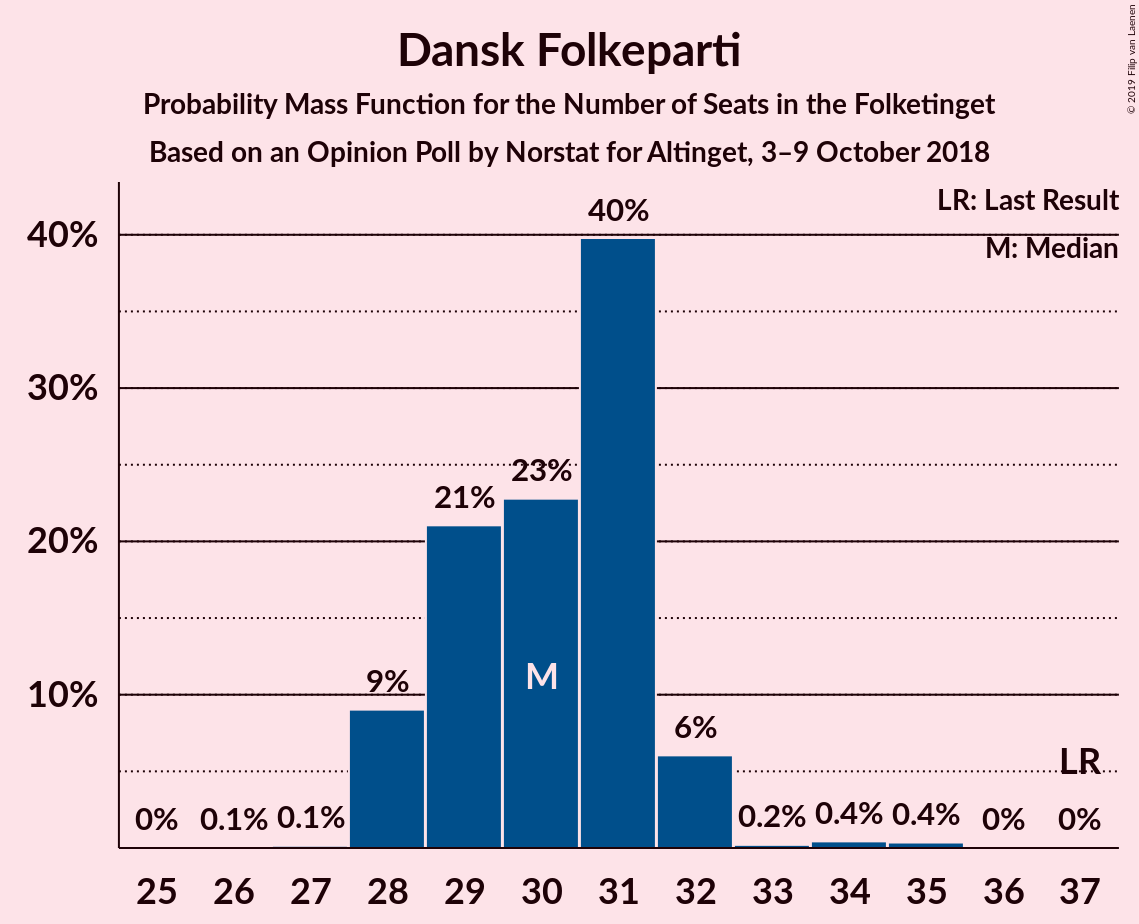 Dansk Folkeparti
Probability Mass Function for the Number of Seats in the Folketinget
Based on an Opinion Poll by Norstat for Altinget, 3–9 October 2018
© 2019 Filip van Laenen
LR: Last Result
M: Median
40%
30%
20%
10%
0%
0.1%
0.1%
9%
21%
23%
40%
6%
0.2%
0.4%
0.4%
0%
0%
M
LR
25 26 27 28 29 30 31 32 33 34 35 36 37